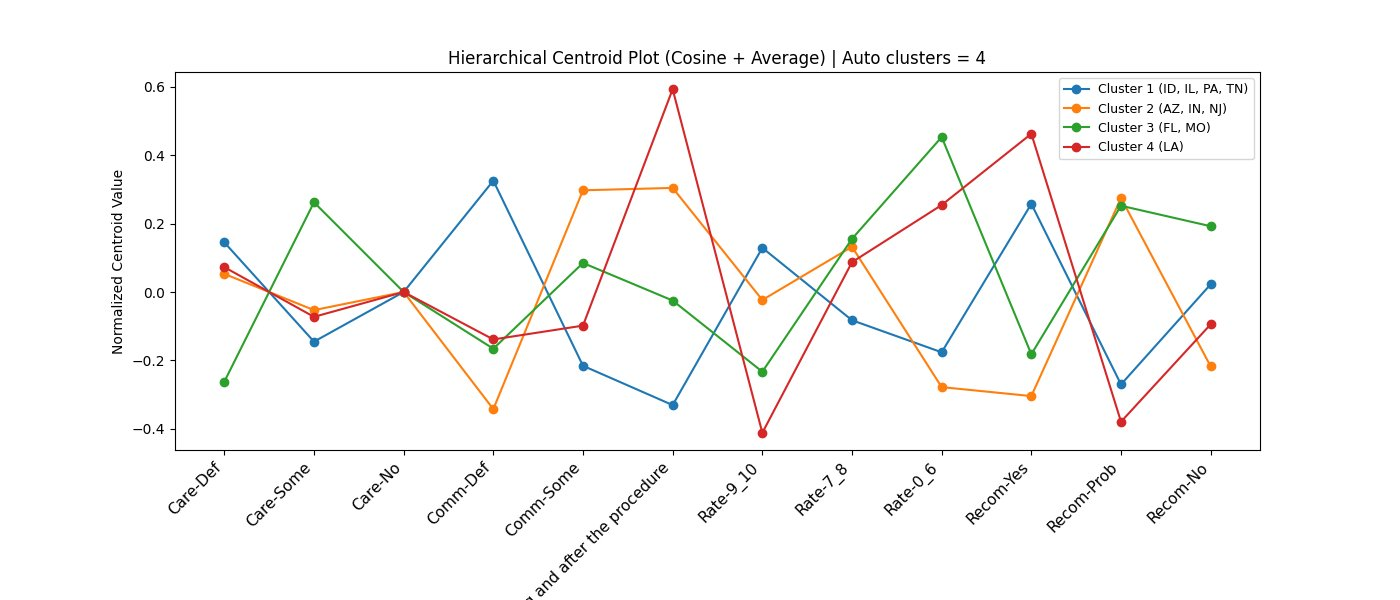 Hierarchical Centroid Plot (Cosine + Average) | Auto clusters = 4
Cluster 1 (ID, IL, PA, TN)
Cluster 2 (AZ, IN, NJ)
Cluster 3 (FL, MO)
Cluster 4 (LA)
Normalized Centroid Value
0.6
0.4
0.2
0.0
−0.2
−0.4
Care-Def
Care-Some
Care-No
Comm-Def
Comm-Some
and after the procedure
Rate-9_10
Rate-7_8
Rate-0_6
Recom-Yes
Recom-Prob
Recom-No